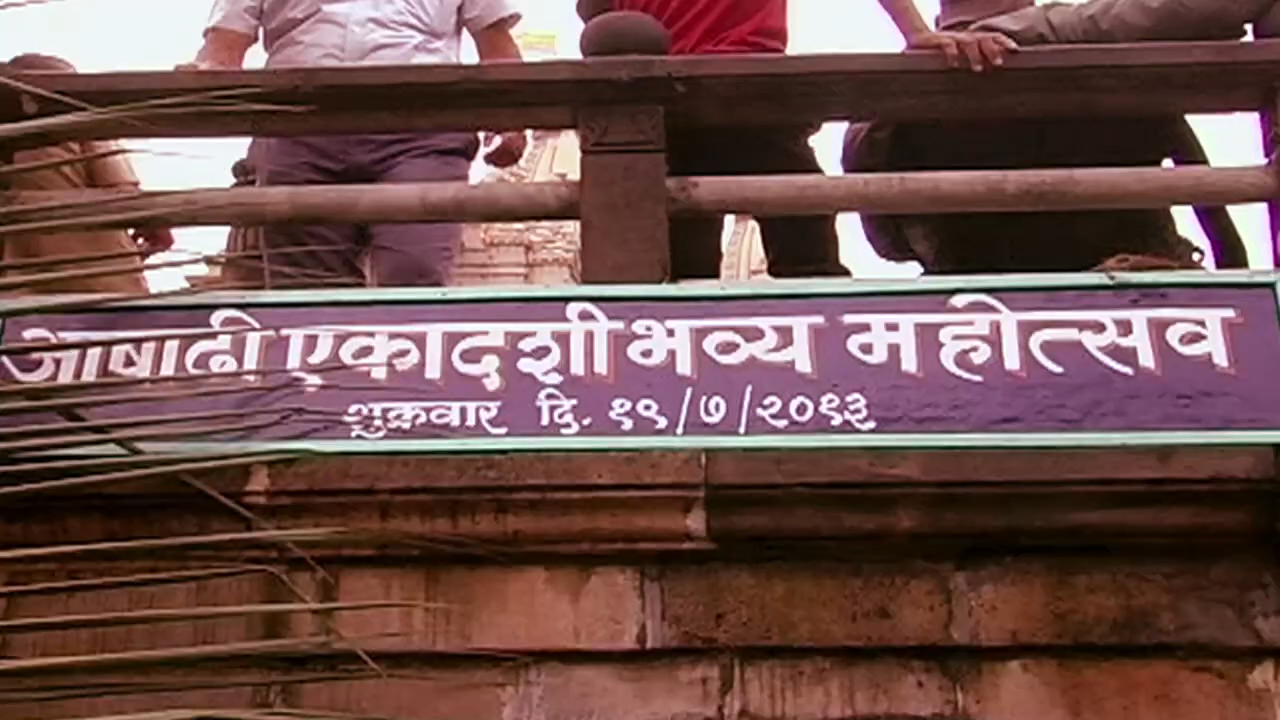 आषाढी एकादशी भव्य महोत्सव
शुक्रवार दि. १९/७/२०१३